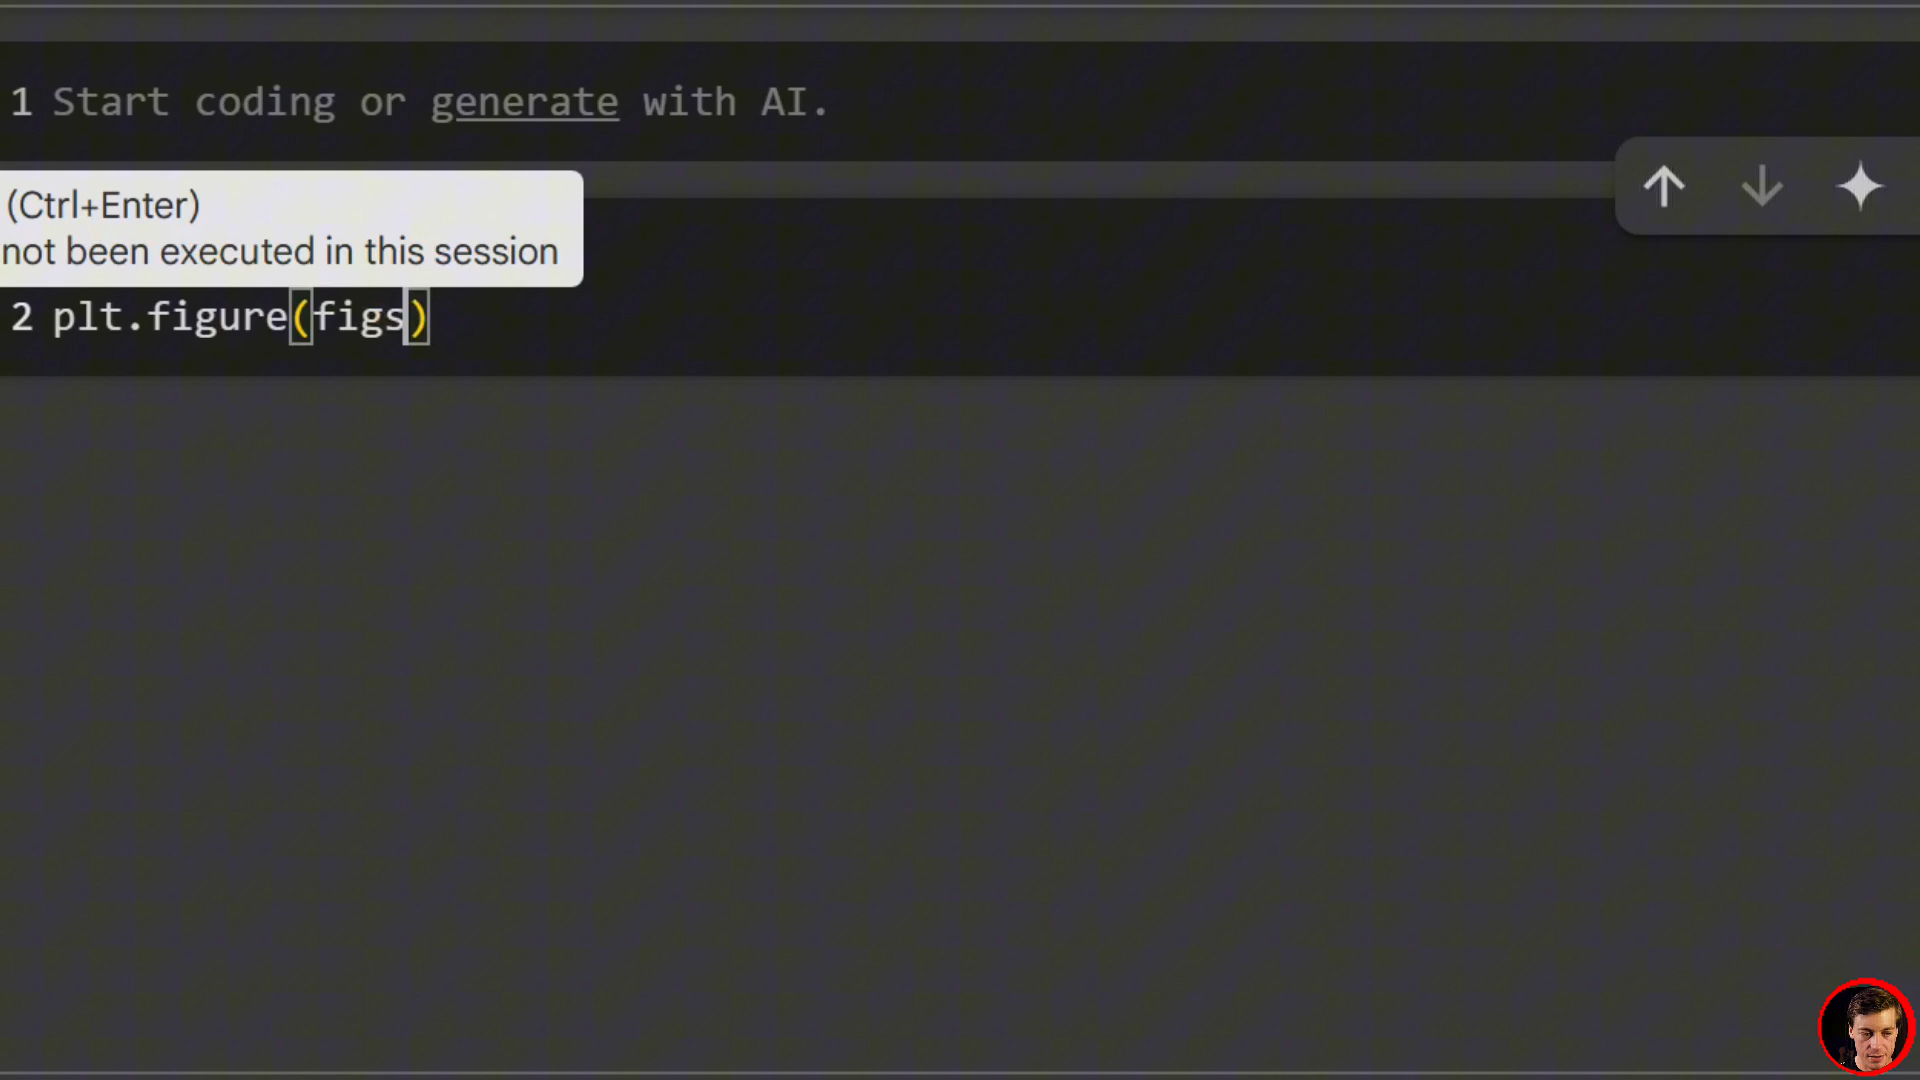 1 Start coding or generate with AI.
(Ctrl+Enter)
not been executed in this session
2 plt.figure(figs)